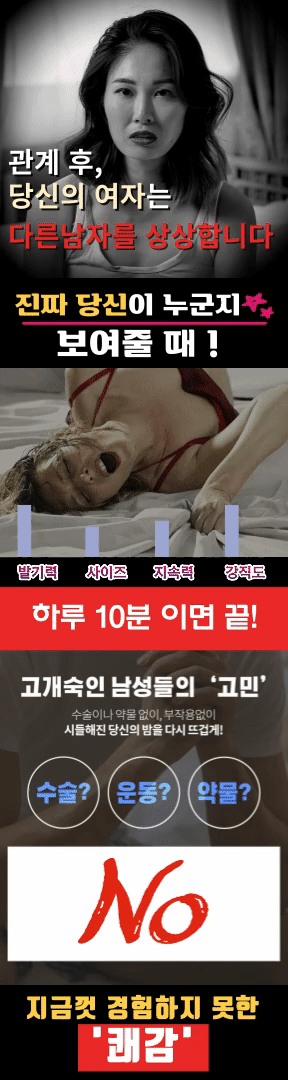 관계 후,
당신의 여자는
다른남자를 상상합니다
진짜 당신이 누군지
보여줄 때 !
발기력 사이즈 지속력 강직도
하루 10분 이면 끝!
고개숙인 남성들의 '고민'
수술이나 약물 없이, 부작용없이
시들해진 당신의 밤을 다시 뜨겁게!
수술? 운동? 약물?
No
지금껏 경험하지 못한
'쾌감'